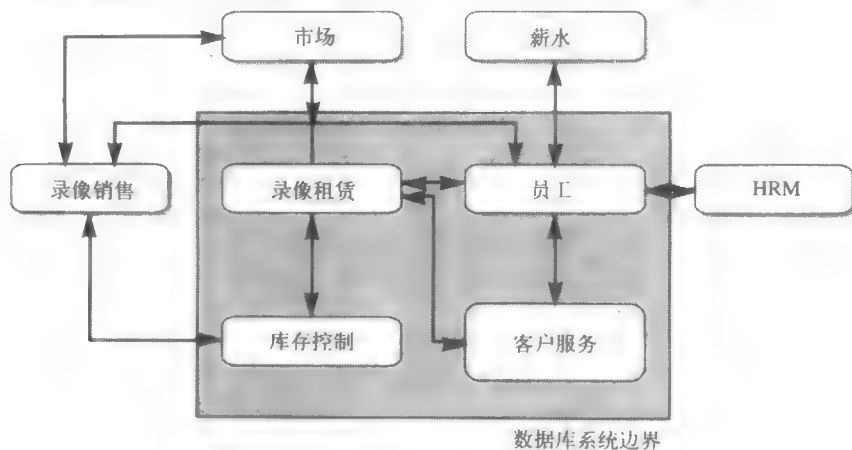 市场
薪水
录像销售
录像租赁
员工
HRM
库存控制
客户服务
数据库系统边界